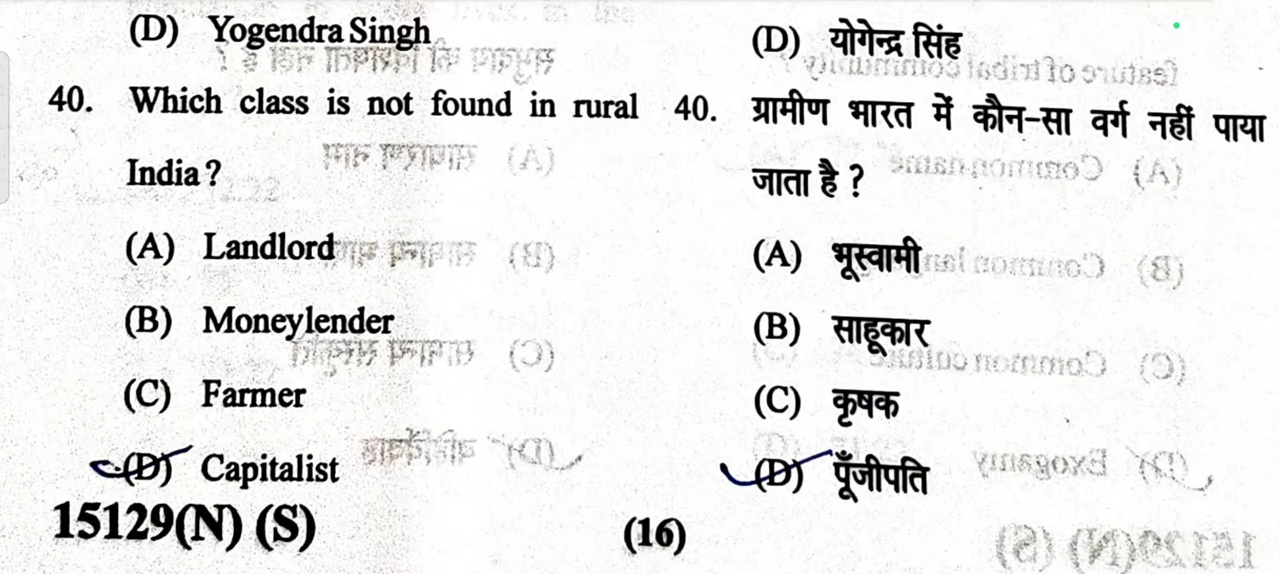 (D) Yogendra Singh
40. Which class is not found in rural
India ?
(A) Landlord
(B) Moneylender
(C) Farmer
(D) Capitalist
15129(N) (S)
(D) योगेन्द्र सिंह
40. ग्रामीण भारत में कौन-सा वर्ग नहीं पाया
जाता है ?
(A) भूस्वामी
(B) साहूकार
(C) कृषक
(D) पूँजीपति
(16)